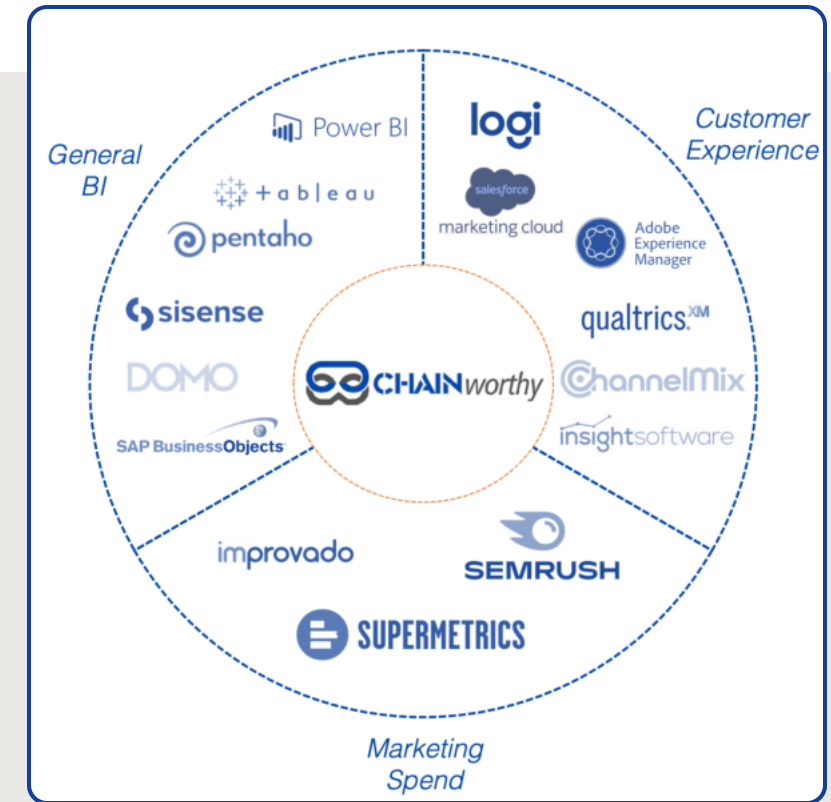 General
BI
Power BI
+ a b l e a u
pentaho
sisense
DOMO
SAP BusinessObjects
Customer
Experience
logi
salesforce
marketing cloud
Adobe
Experience
Manager
qualtrics.XM
ChannelMix
insightsoftware
CHAINworthy
improvado
SEMRUSH
SUPERMETRICS
Marketing
Spend